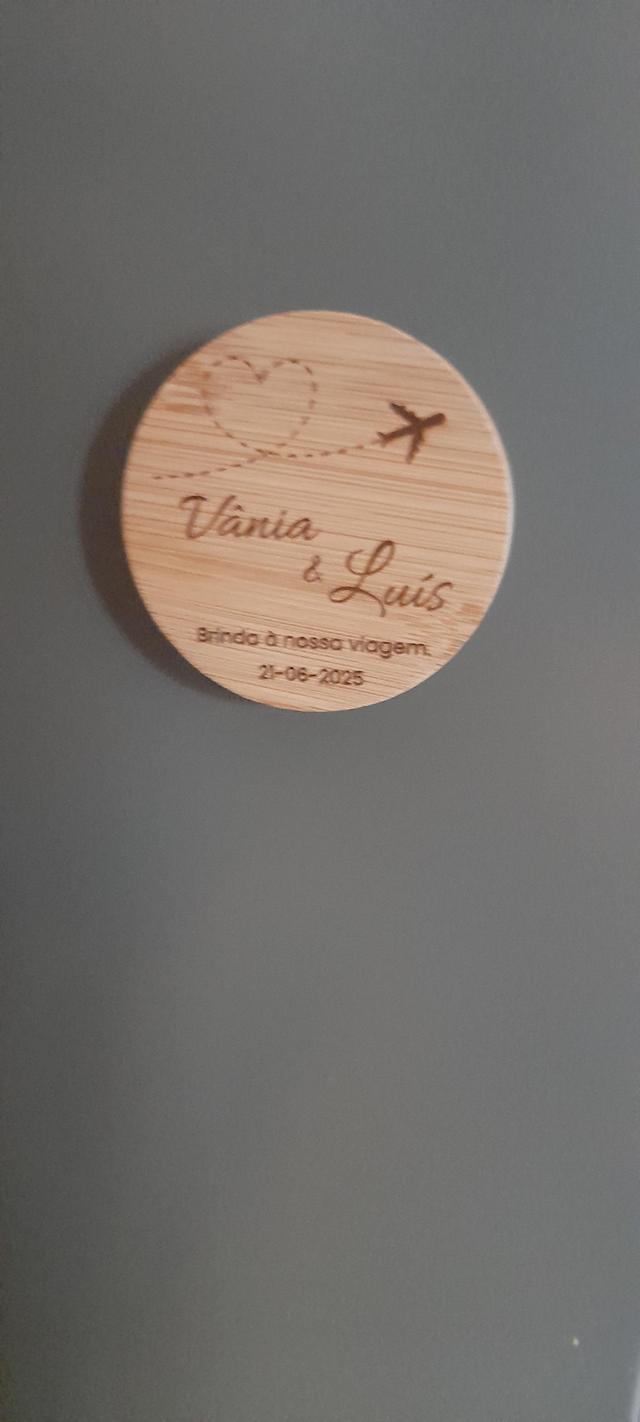 Vânia
& Luís
Brinda à nossa viagem.
21-06-2025